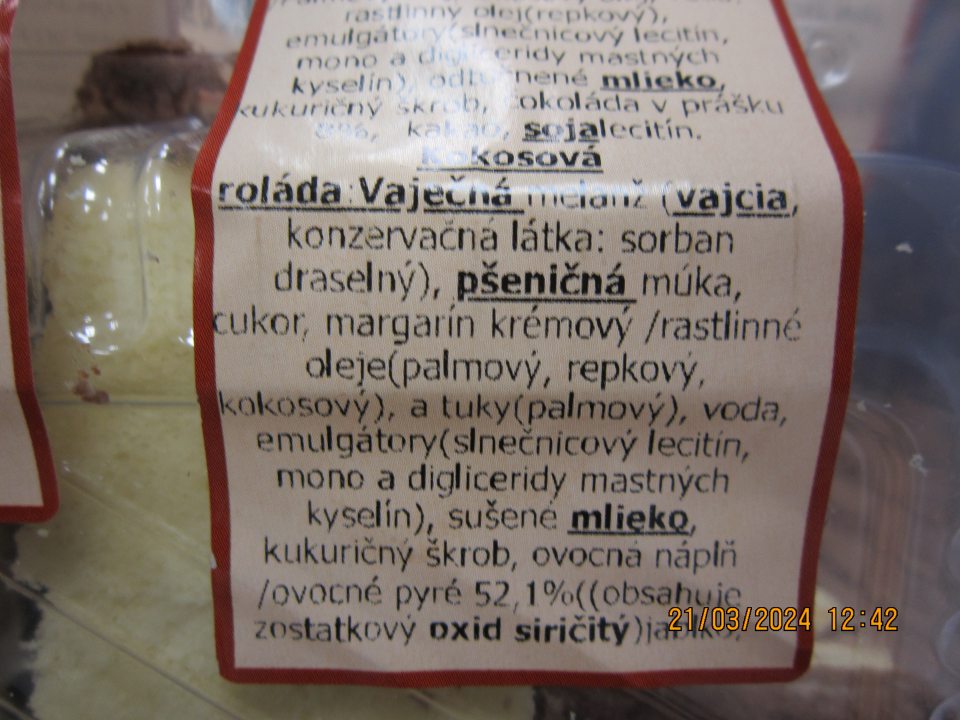 rastlinný olej(repkový),
emulgátory(slnečnicový lecitín,
mono a digliceridy mastných
kyselín), odtučnené mlieko,
kukuričný škrob, čokoláda v prášku
8%, kakao, sojalecitín.
Kokosová
roláda:Vaječná melanž (vajcia,
konzervačná látka: sorban
draselný), pšeničná múka,
cukor, margarín krémový /rastlinné
oleje(palmový, repkový,
kokosový), a tuky(palmový), voda,
emulgátory(slnečnicový lecitín,
mono a digliceridy mastných
kyselín), sušené mlieko,
kukuričný škrob, ovocná náplň
/ovocné pyré 52,1%((obsahuje
zostatkový oxid siričitý)
21/03/2024 12:42